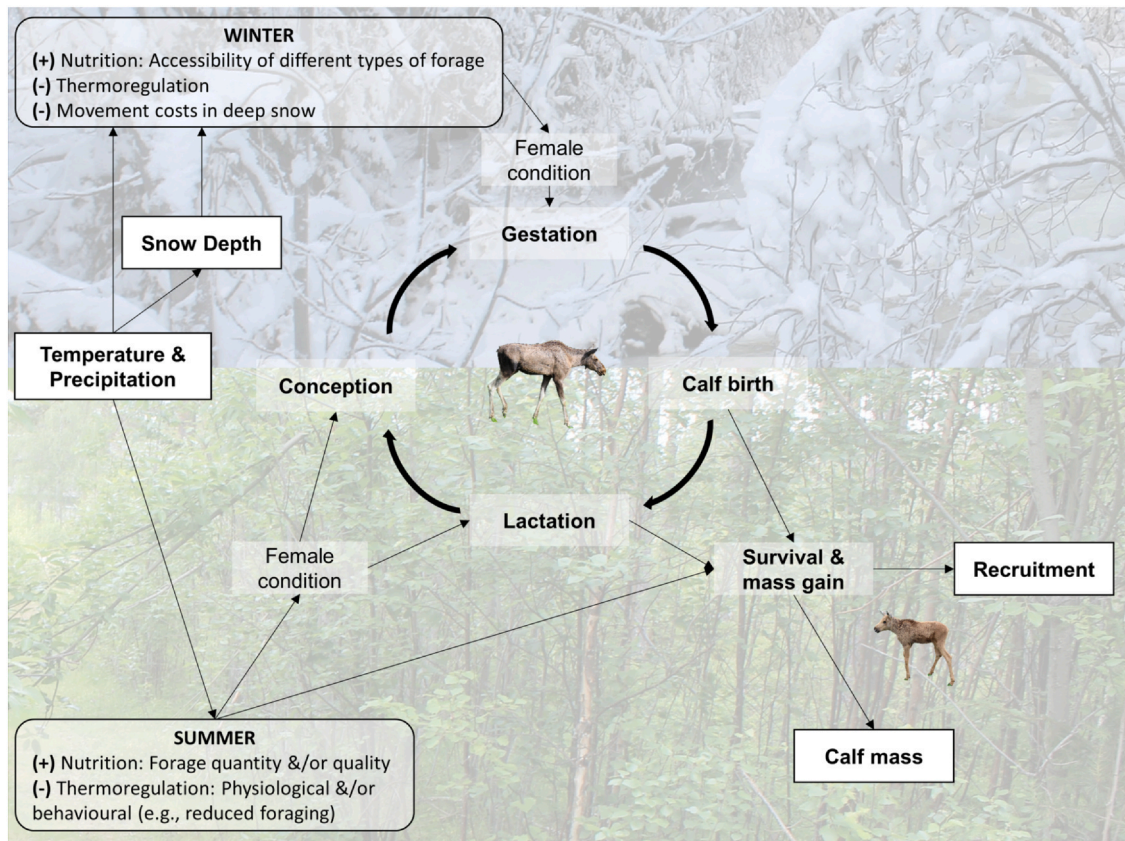 WINTER
(+) Nutrition: Accessibility of different types of forage
(-) Thermoregulation
(-) Movement costs in deep snow
Female
condition
Gestation
Snow Depth
Temperature &
Precipitation
Conception
Calf birth
Lactation
Female
condition
Survival &
mass gain
Recruitment
Calf mass
SUMMER
(+) Nutrition: Forage quantity &/or quality
(-) Thermoregulation: Physiological &/or
behavioural (e.g., reduced foraging)